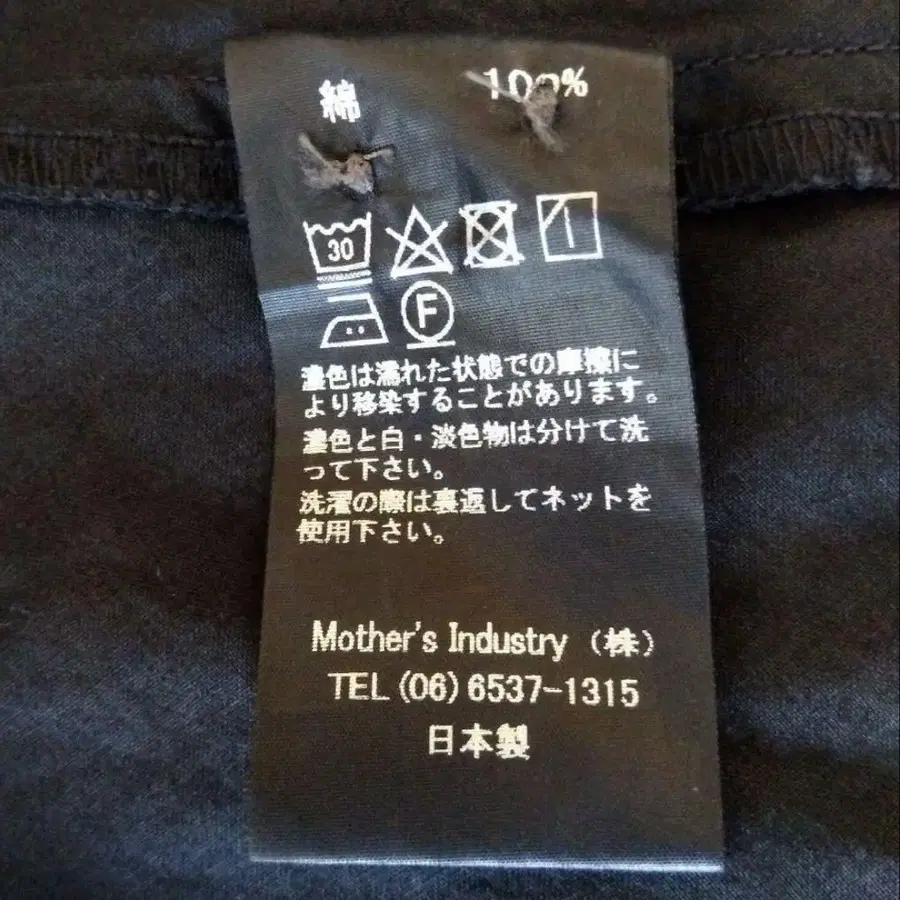 綿 100%
30
F
濃色は濡れた状態での摩擦に
より移染することがあります。
濃色と白・淡色物は分けて洗
って下さい。
洗濯の際は裏返してネットを
使用下さい。
Mother's Industry (株)
TEL(06)6537-1315
日本製